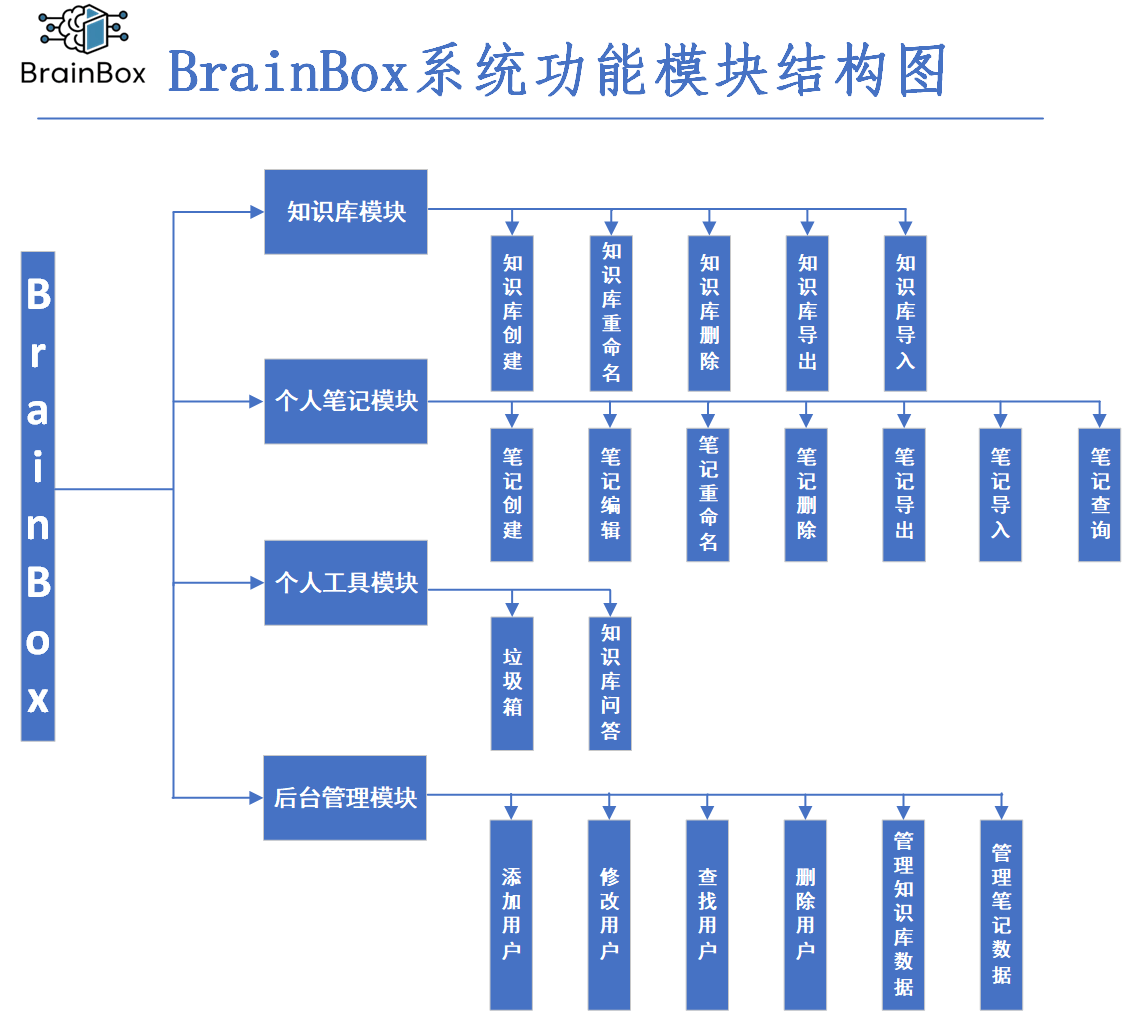 BrainBox
BrainBox系统功能模块结构图
BrainBox
知识库模块
知识库创建
知识库重命名
知识库删除
知识库导出
知识库导入
个人笔记模块
笔记创建
笔记编辑
笔记重命名
笔记删除
笔记导出
笔记导入
笔记查询
个人工具模块
垃圾箱
知识库问答
后台管理模块
添加用户
修改用户
查找用户
删除用户
管理知识库数据
管理笔记数据